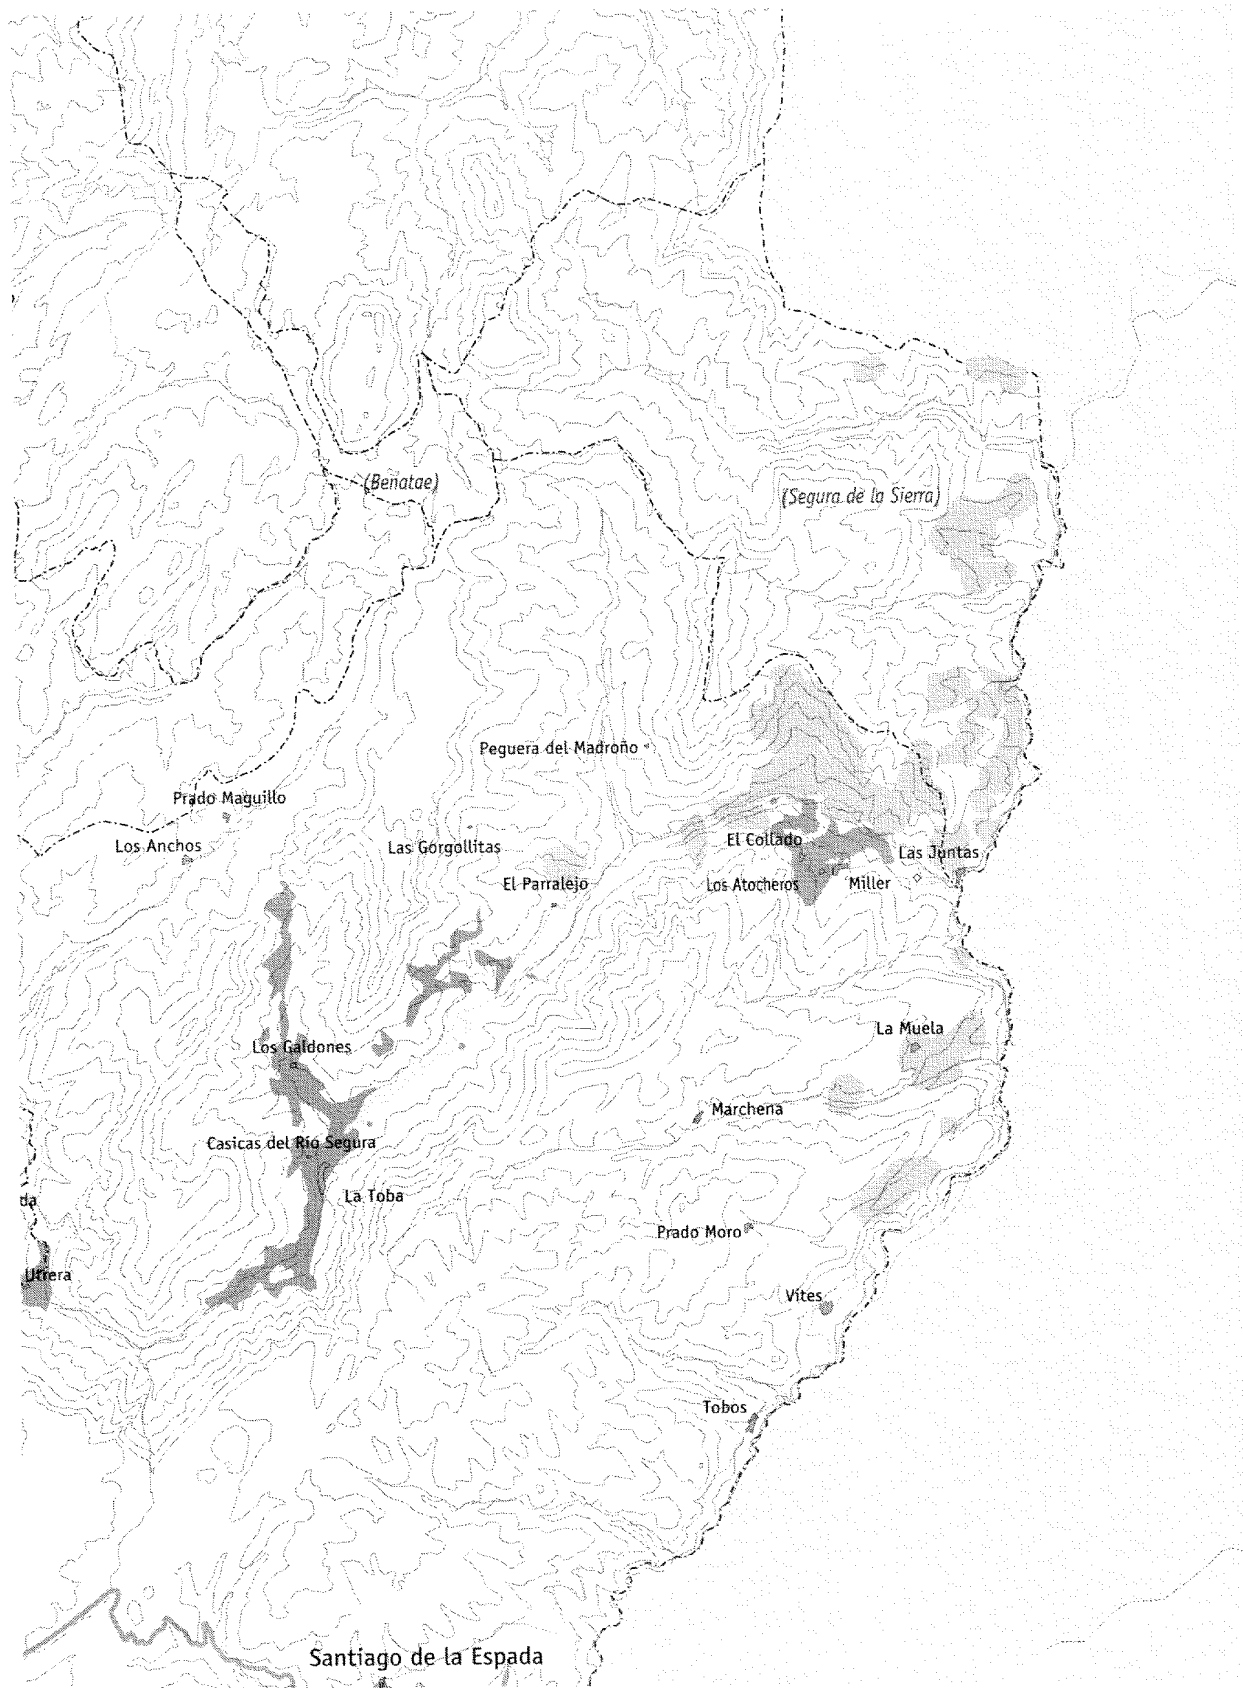 (Beñatae)
(Segura de la Sierra)
Peguera del Madroño
Prado Maguillo
Los Anchos
Las Gorgollitas
El Collado
Las Juntas
El Parralejo
Los Atocheros
Miller
La Muela
Los Galdones
Marchena
Casicas del Río Segura
da
La Toba
Prado Moro
Utrera
Vites
Tobos
Santiago de la Espada